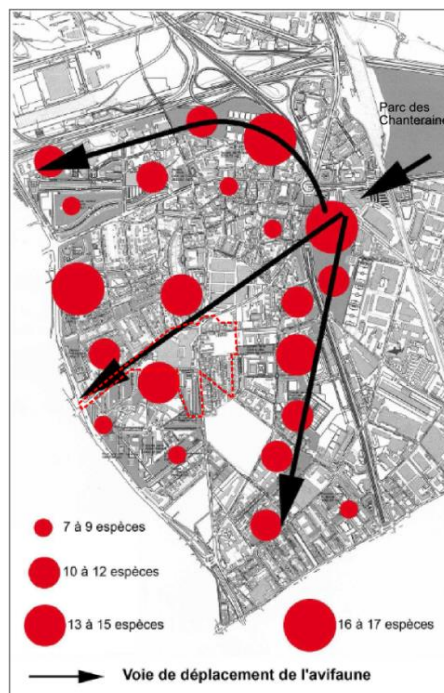 Parc des
Chanteraine
7 à 9 espèces
10 à 12 espèces
13 à 15 espèces
16 à 17 espèces
Voie de déplacement de l'avifaune